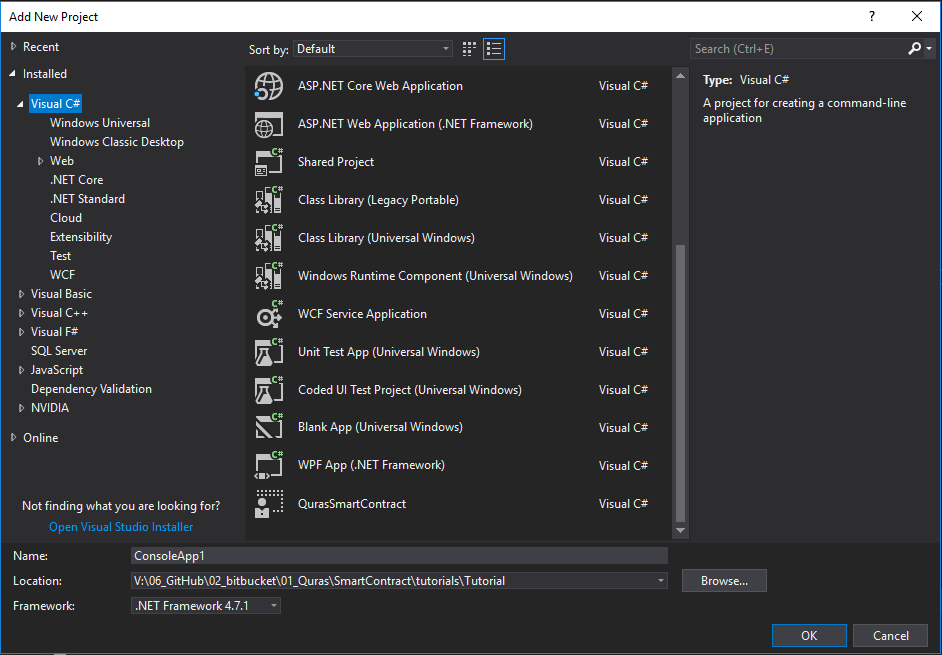 Add New Project
?
Recent
Installed
Visual C#
Windows Universal
Windows Classic Desktop
Web
.NET Core
.NET Standard
Cloud
Extensibility
Test
WCF
Visual Basic
Visual C++
Visual F#
SQL Server
JavaScript
Dependency Validation
NVIDIA
Online
Not finding what you are looking for?
Open Visual Studio Installer
Sort by: Default
C# ASP.NET Core Web Application Visual C#
ASP.NET Web Application (.NET Framework) Visual C#
C# Shared Project Visual C#
C# Class Library (Legacy Portable) Visual C#
C# Class Library (Universal Windows) Visual C#
C# Windows Runtime Component (Universal Windows) Visual C#
C# WCF Service Application Visual C#
C# Unit Test App (Universal Windows) Visual C#
C# Coded UI Test Project (Universal Windows) Visual C#
C# Blank App (Universal Windows) Visual C#
C# WPF App (.NET Framework) Visual C#
QurasSmartContract Visual C#
Search (Ctrl+E)
Type: Visual C#
A project for creating a command-line
application
Name: ConsoleApp1
Location: V:\06_GitHub\02_bitbucket\01_Quras\SmartContract\tutorials\Tutorial
Browse...
Framework: .NET Framework 4.7.1
OK
Cancel